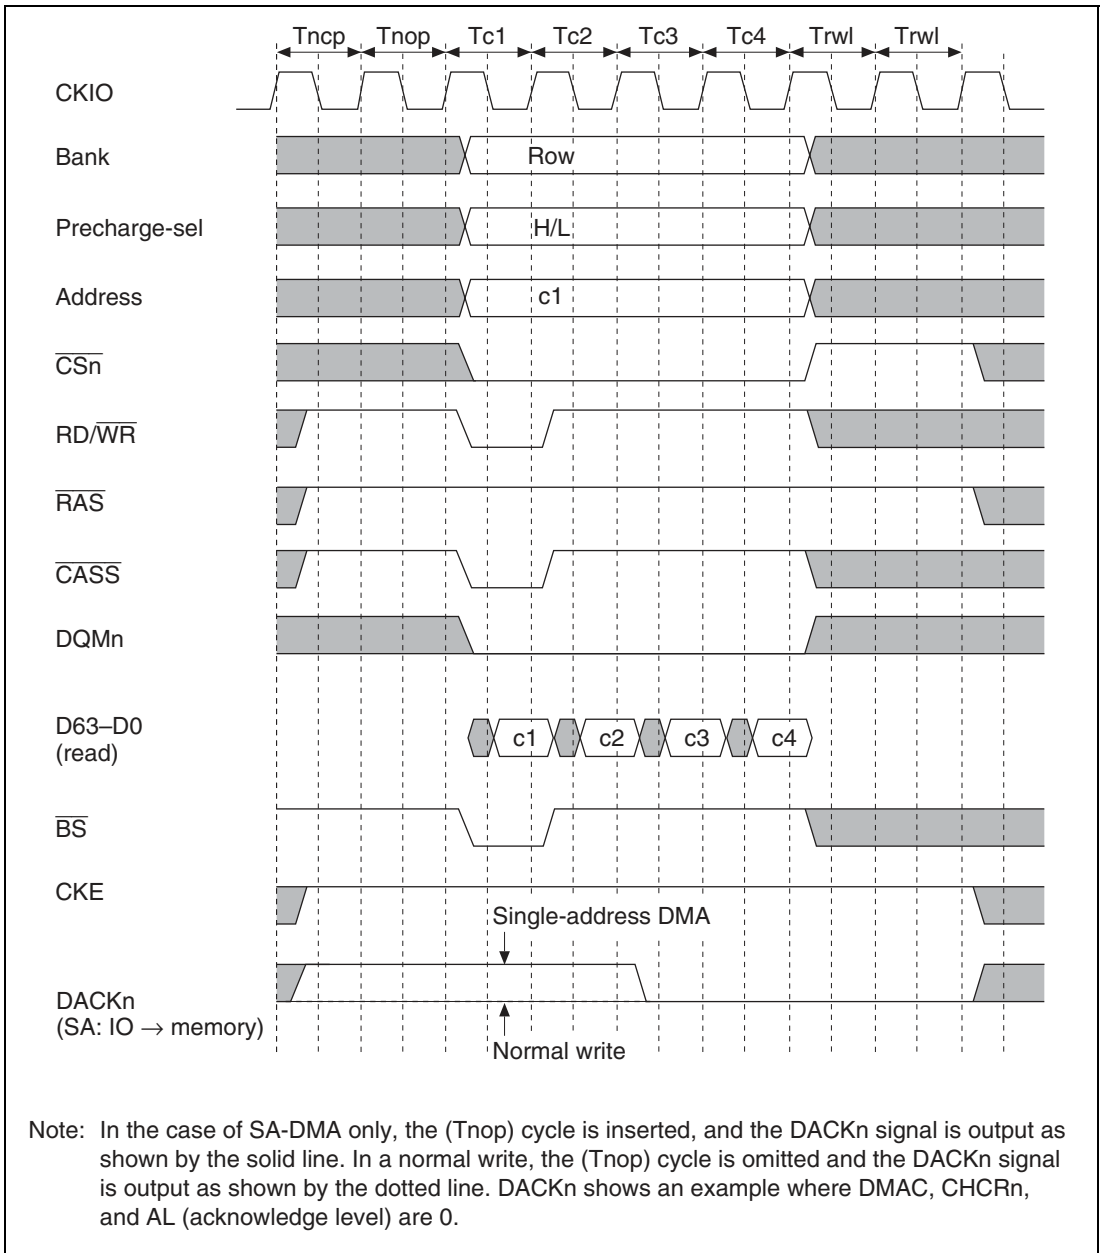 Tncp Tnop Tc1 Tc2 Tc3 Tc4 Trwl Trwl
CKIO
Bank Row
Precharge-sel H/L
Address c1
CSn
RD/WR
RAS
CASS
DQMn
D63–D0
(read)
c1 c2 c3 c4
BS
CKE
Single-address DMA
DACKn
(SA: IO → memory)
Normal write
Note: In the case of SA-DMA only, the (Tnop) cycle is inserted, and the DACKn signal is output as
shown by the solid line. In a normal write, the (Tnop) cycle is omitted and the DACKn signal
is output as shown by the dotted line. DACKn shows an example where DMAC, CHCRn,
and AL (acknowledge level) are 0.